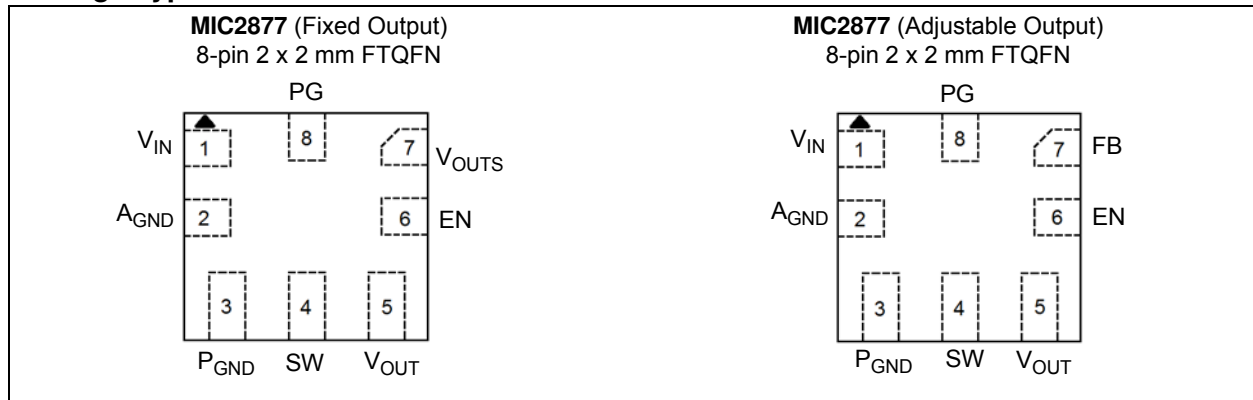 MIC2877 (Fixed Output)
8-pin 2 x 2 mm FTQFN
PG
VIN
1
8
7
VOUTS
AGND
2
6
EN
3
4
5
PGND
SW
VOUT
MIC2877 (Adjustable Output)
8-pin 2 x 2 mm FTQFN
PG
VIN
1
8
7
FB
AGND
2
6
EN
3
4
5
PGND
SW
VOUT